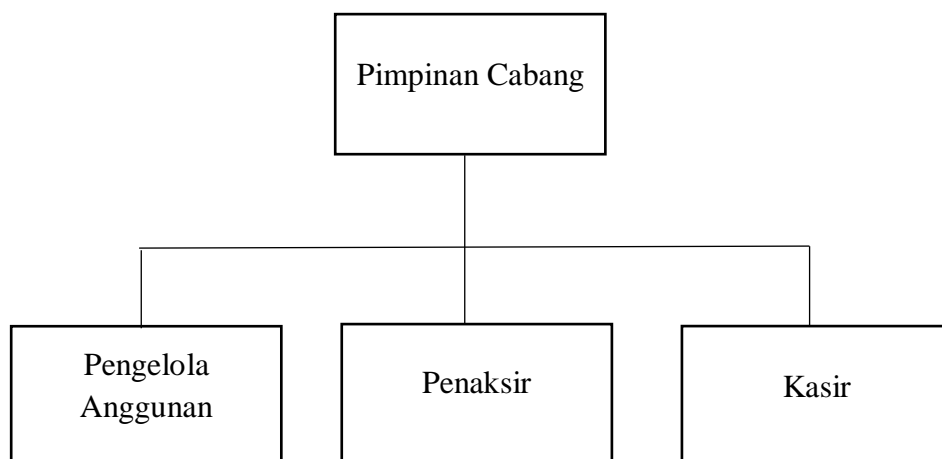 Pimpinan Cabang
Pengelola
Anggunan
Penaksir
Kasir